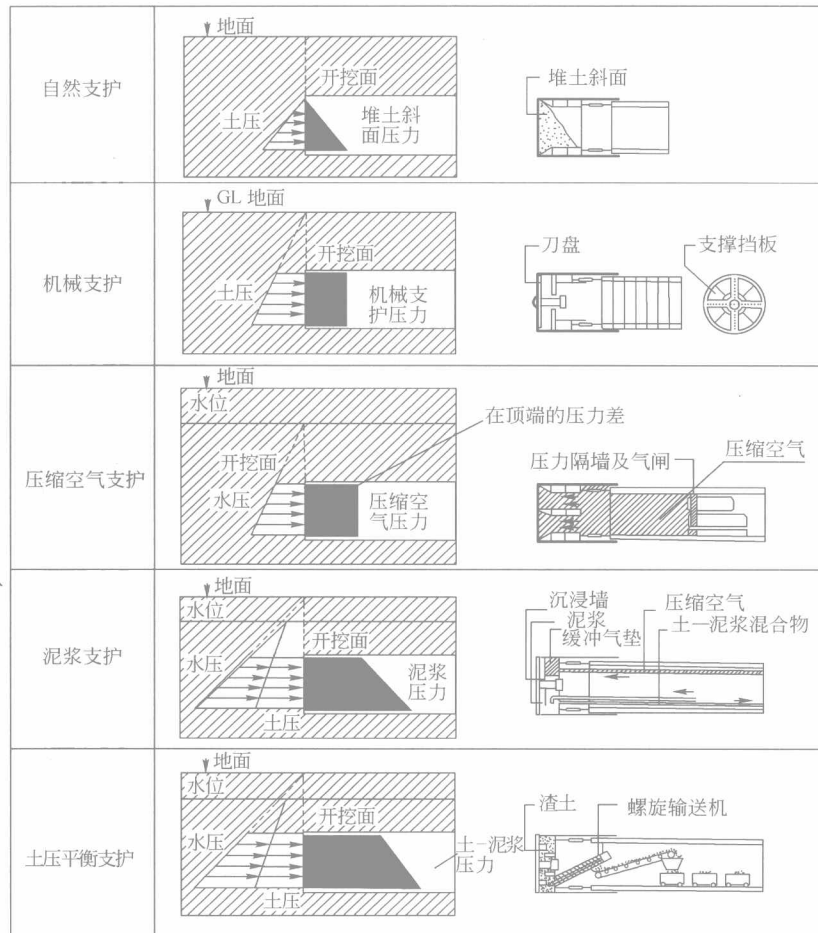 自然支护
地面
开挖面
土压
堆土斜
面压力
堆土斜面
机械支护
GL 地面
开挖面
土压
机械支
护压力
刀盘
支撑挡板
压缩空气支护
地面
水位
开挖面
水压
压缩空
气压力
在顶端的压力差
压力隔墙及气闸
压缩空气
泥浆支护
地面
水位
开挖面
水压
泥浆
压力
土压
沉浸墙
泥浆
缓冲气垫
压缩空气
土—泥浆混合物
土压平衡支护
地面
水位
开挖面
水压
土压
土-泥浆
压力
渣土
螺旋输送机